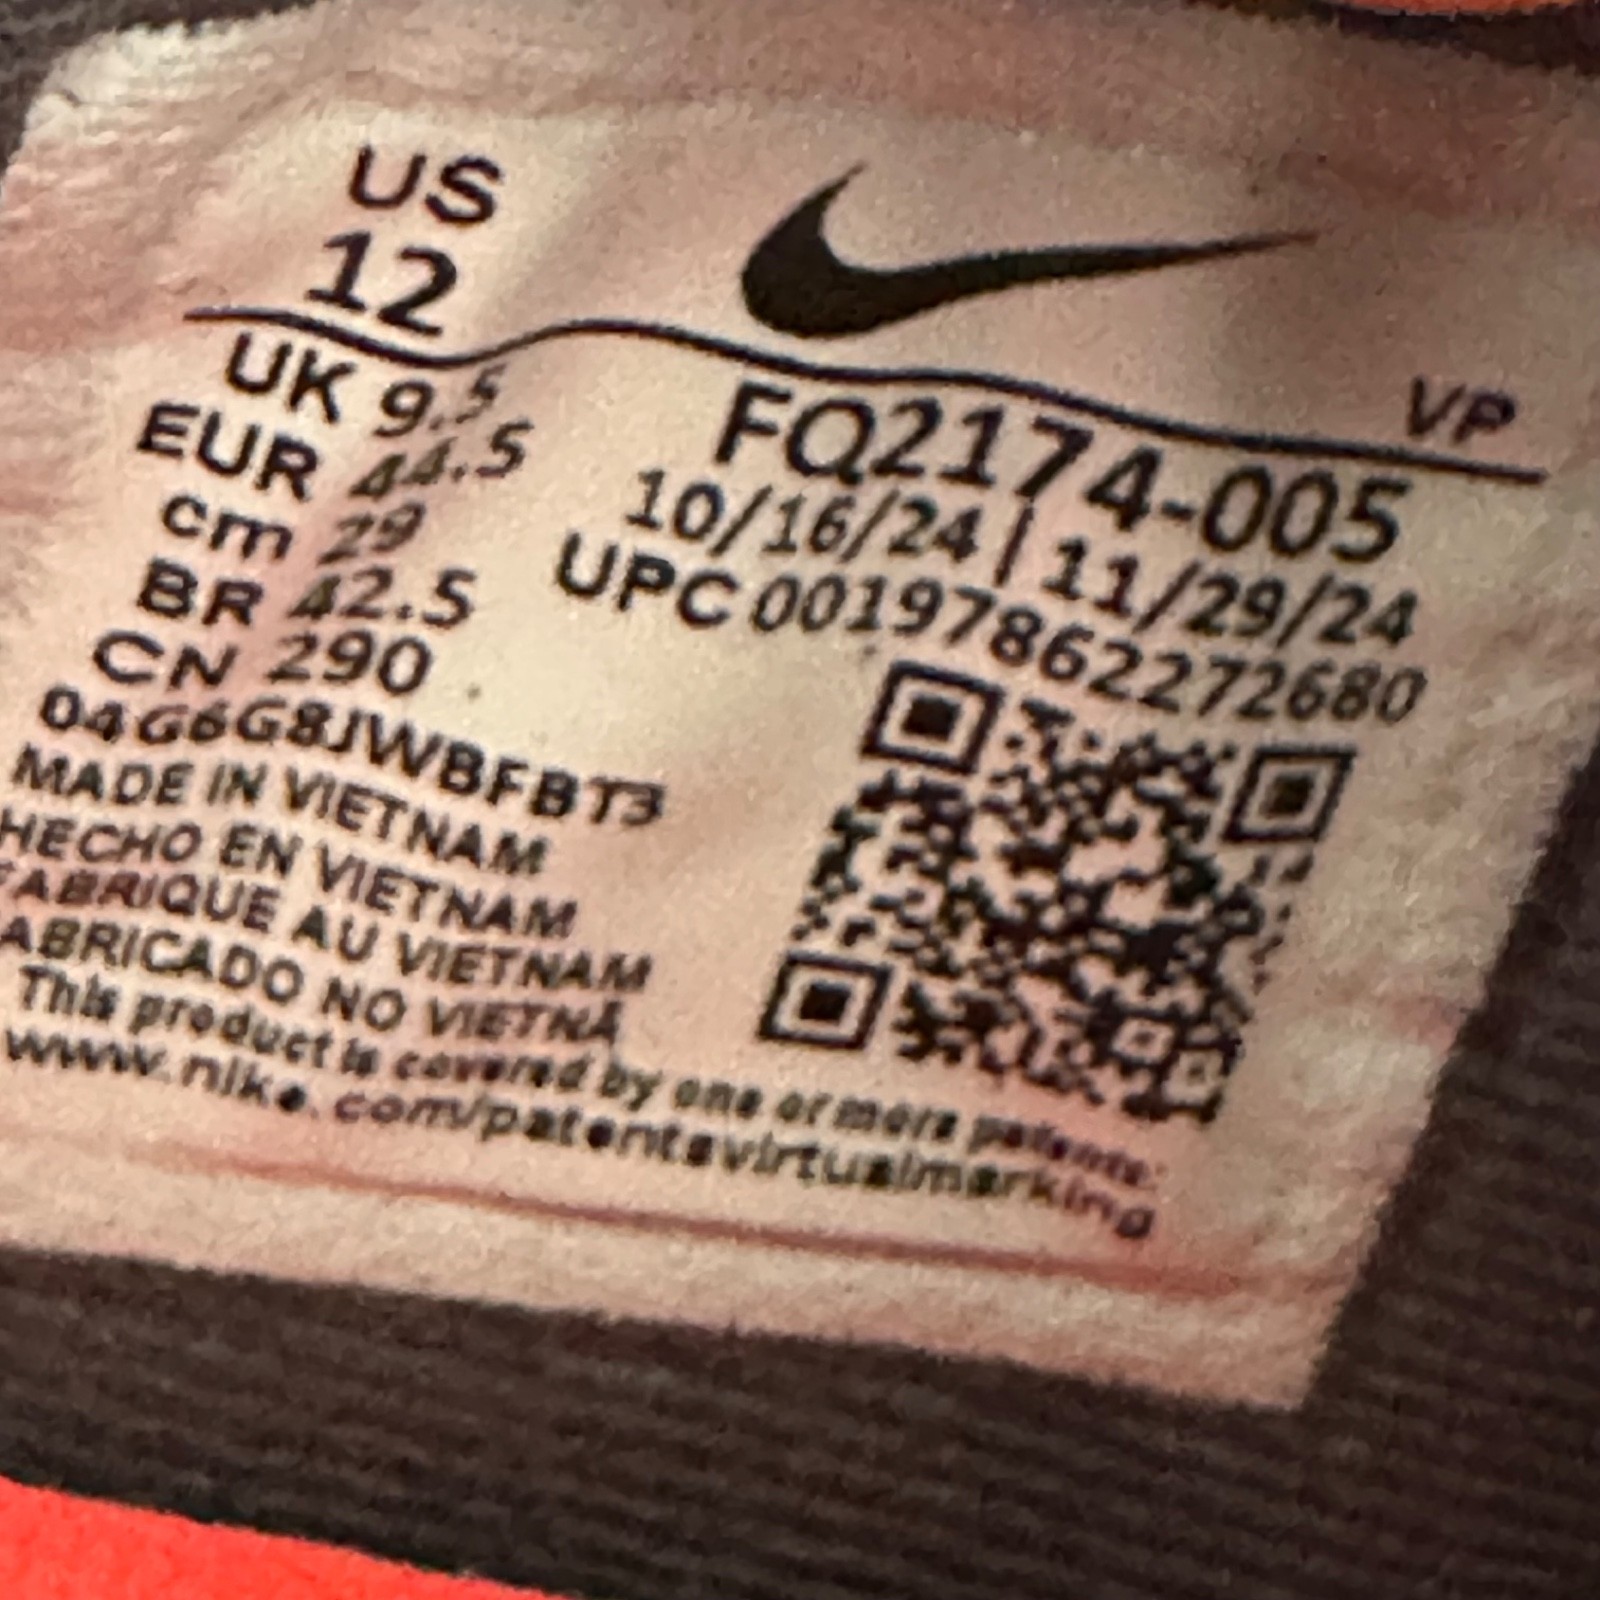 US
12
UK 9.5
EUR 44.5
cm 29
BR 42.5
CN 290
04G6G8JWBFBT3
MADE IN VIETNAM
HECHO EN VIETNAM
FABRIQUE AU VIETNAM
ABRICADO NO VIETNÃ
VP
FQ2174-005
10/16/24 | 11/29/24
UPC 00197862272680
This product is covered by one or more patents:
www.nike.com/patentsvirtualmarking